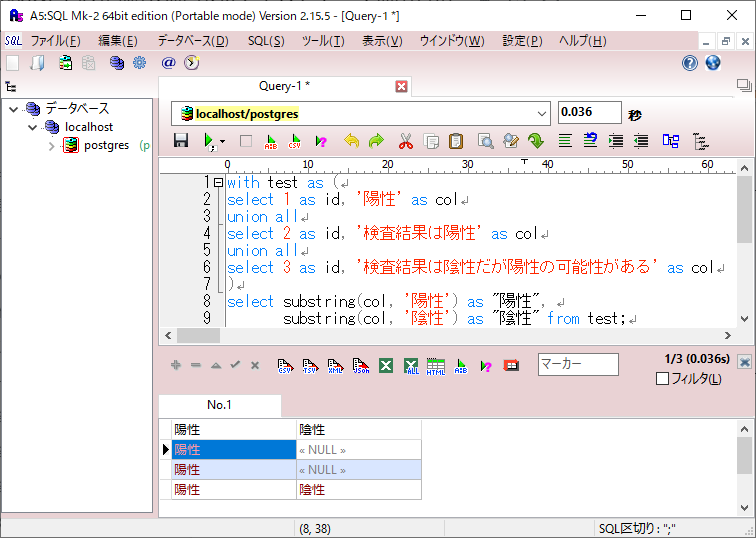 A5:SQL Mk-2 64bit edition (Portable mode) Version 2.15.5 - [Query-1 *]
SQL ファイル(F) 編集(E) データベース(D) SQL(S) ツール(T) 表示(V) ウインドウ(W) 設定(P) ヘルプ(H)
データベース
localhost
postgres (p
Query-1 *
localhost/postgres 0.036 秒
0 10 20 30 40 50 60
1 with test as (↲
2 select 1 as id, '陽性' as col↲
3 union all↲
4 select 2 as id, '検査結果は陽性' as col↲
5 union all↲
6 select 3 as id, '検査結果は陰性だが陽性の可能性がある' as col↲
7 )↲
8 select substring(col, '陽性') as "陽性", ↲
9 substring(col, '陰性') as "陰性" from test;↲
CSV TSV XML Json ALL HTML A:B マーカー 1/3 (0.036s)
フィルタ(L)
No.1
陽性 陰性
陽性 « NULL »
陽性 « NULL »
陽性 陰性
(8, 38) SQL区切り: ";"